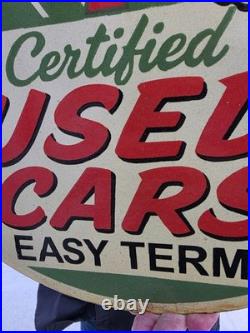 Certified
USED
CARS
EASY TERM